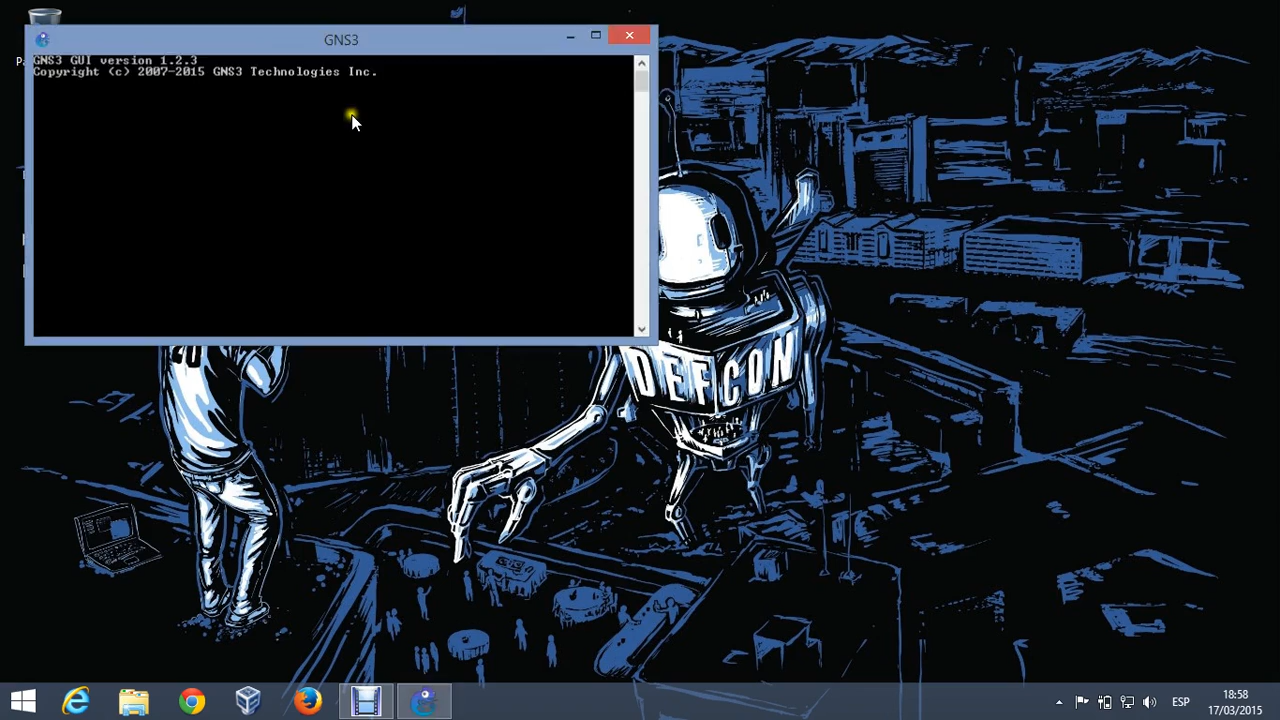 GNS3
GNS3 GUI version 1.2.3
Copyright (c) 2007-2015 GNS3 Technologies Inc.
DEFCON
ESP
18:58
17/03/2015